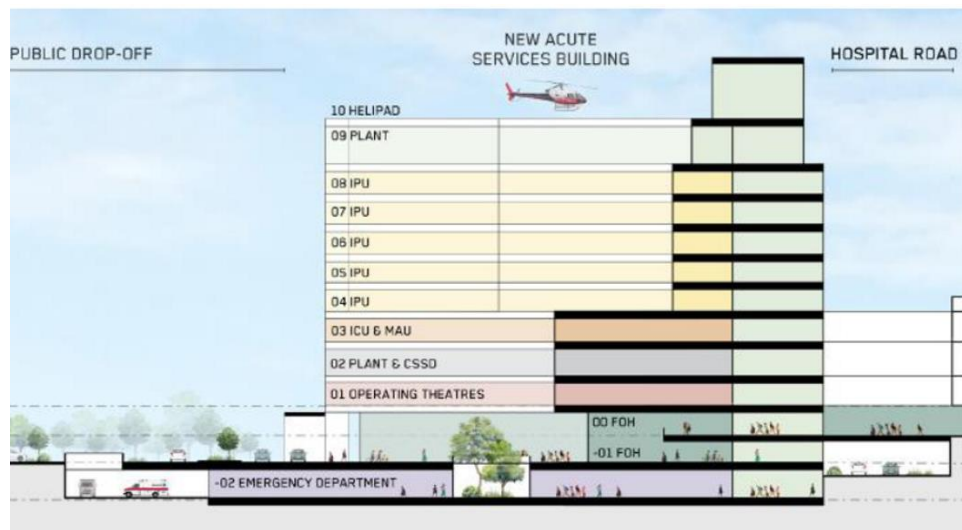 PUBLIC DROP-OFF
NEW ACUTE
SERVICES BUILDING
HOSPITAL ROAD
10 HELIPAD
09 PLANT
08 IPU
07 IPU
06 IPU
05 IPU
04 IPU
03 ICU & MAU
02 PLANT & CSSD
01 OPERATING THEATRES
00 FOH
-01 FOH
-02 EMERGENCY DEPARTMENT